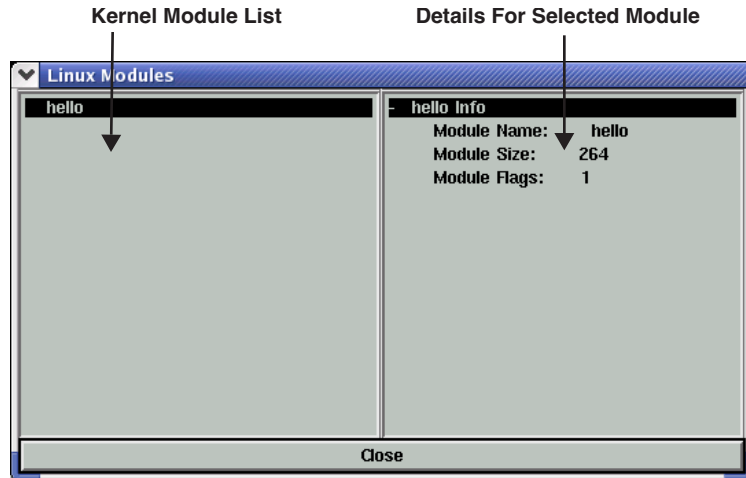 Kernel Module List
Details For Selected Module
Linux Modules
hello
- hello Info
Module Name: hello
Module Size: 264
Module Flags: 1
Close